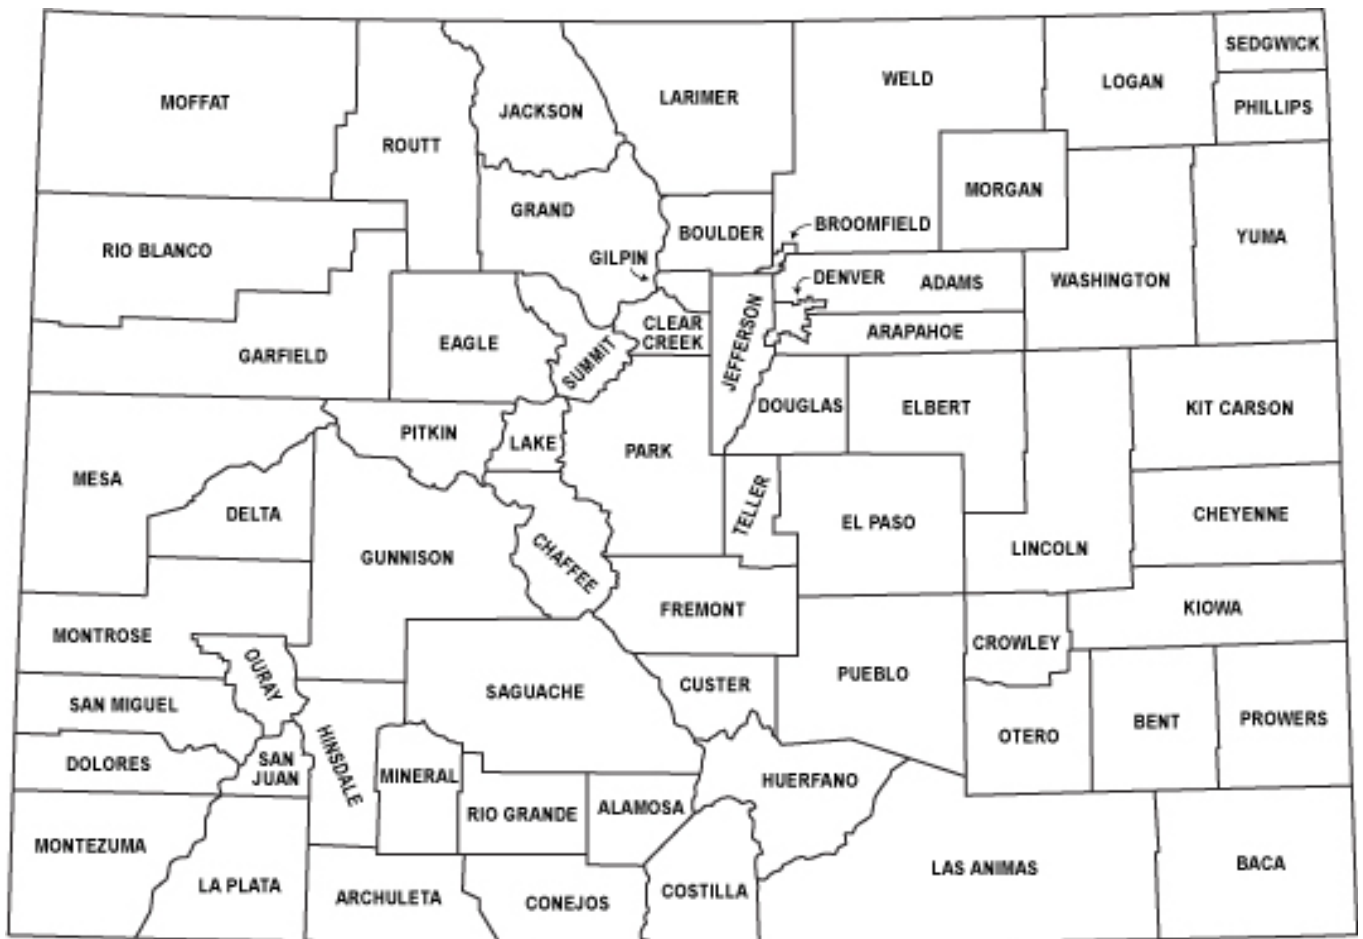 SEDGWICK
MOFFAT
JACKSON
LARIMER
WELD
LOGAN
PHILLIPS
ROUTT
MORGAN
GRAND
BOULDER
BROOMFIELD
YUMA
RIO BLANCO
GILPIN
DENVER
ADAMS
WASHINGTON
GARFIELD
EAGLE
SUMMIT
CLEAR
CREEK
JEFFERSON
ARAPAHOE
PITKIN
LAKE
PARK
DOUGLAS
ELBERT
KIT CARSON
MESA
DELTA
GUNNISON
CHAFFEE
TELLER
EL PASO
LINCOLN
CHEYENNE
MONTROSE
OURAY
FREMONT
CROWLEY
KIOWA
SAN MIGUEL
SAGUACHE
CUSTER
PUEBLO
OTERO
BENT
PROWERS
DOLORES
SAN
JUAN
HINSDALE
MINERAL
RIO GRANDE
ALAMOSA
HUERFANO
MONTEZUMA
LA PLATA
ARCHULETA
CONEJOS
COSTILLA
LAS ANIMAS
BACA